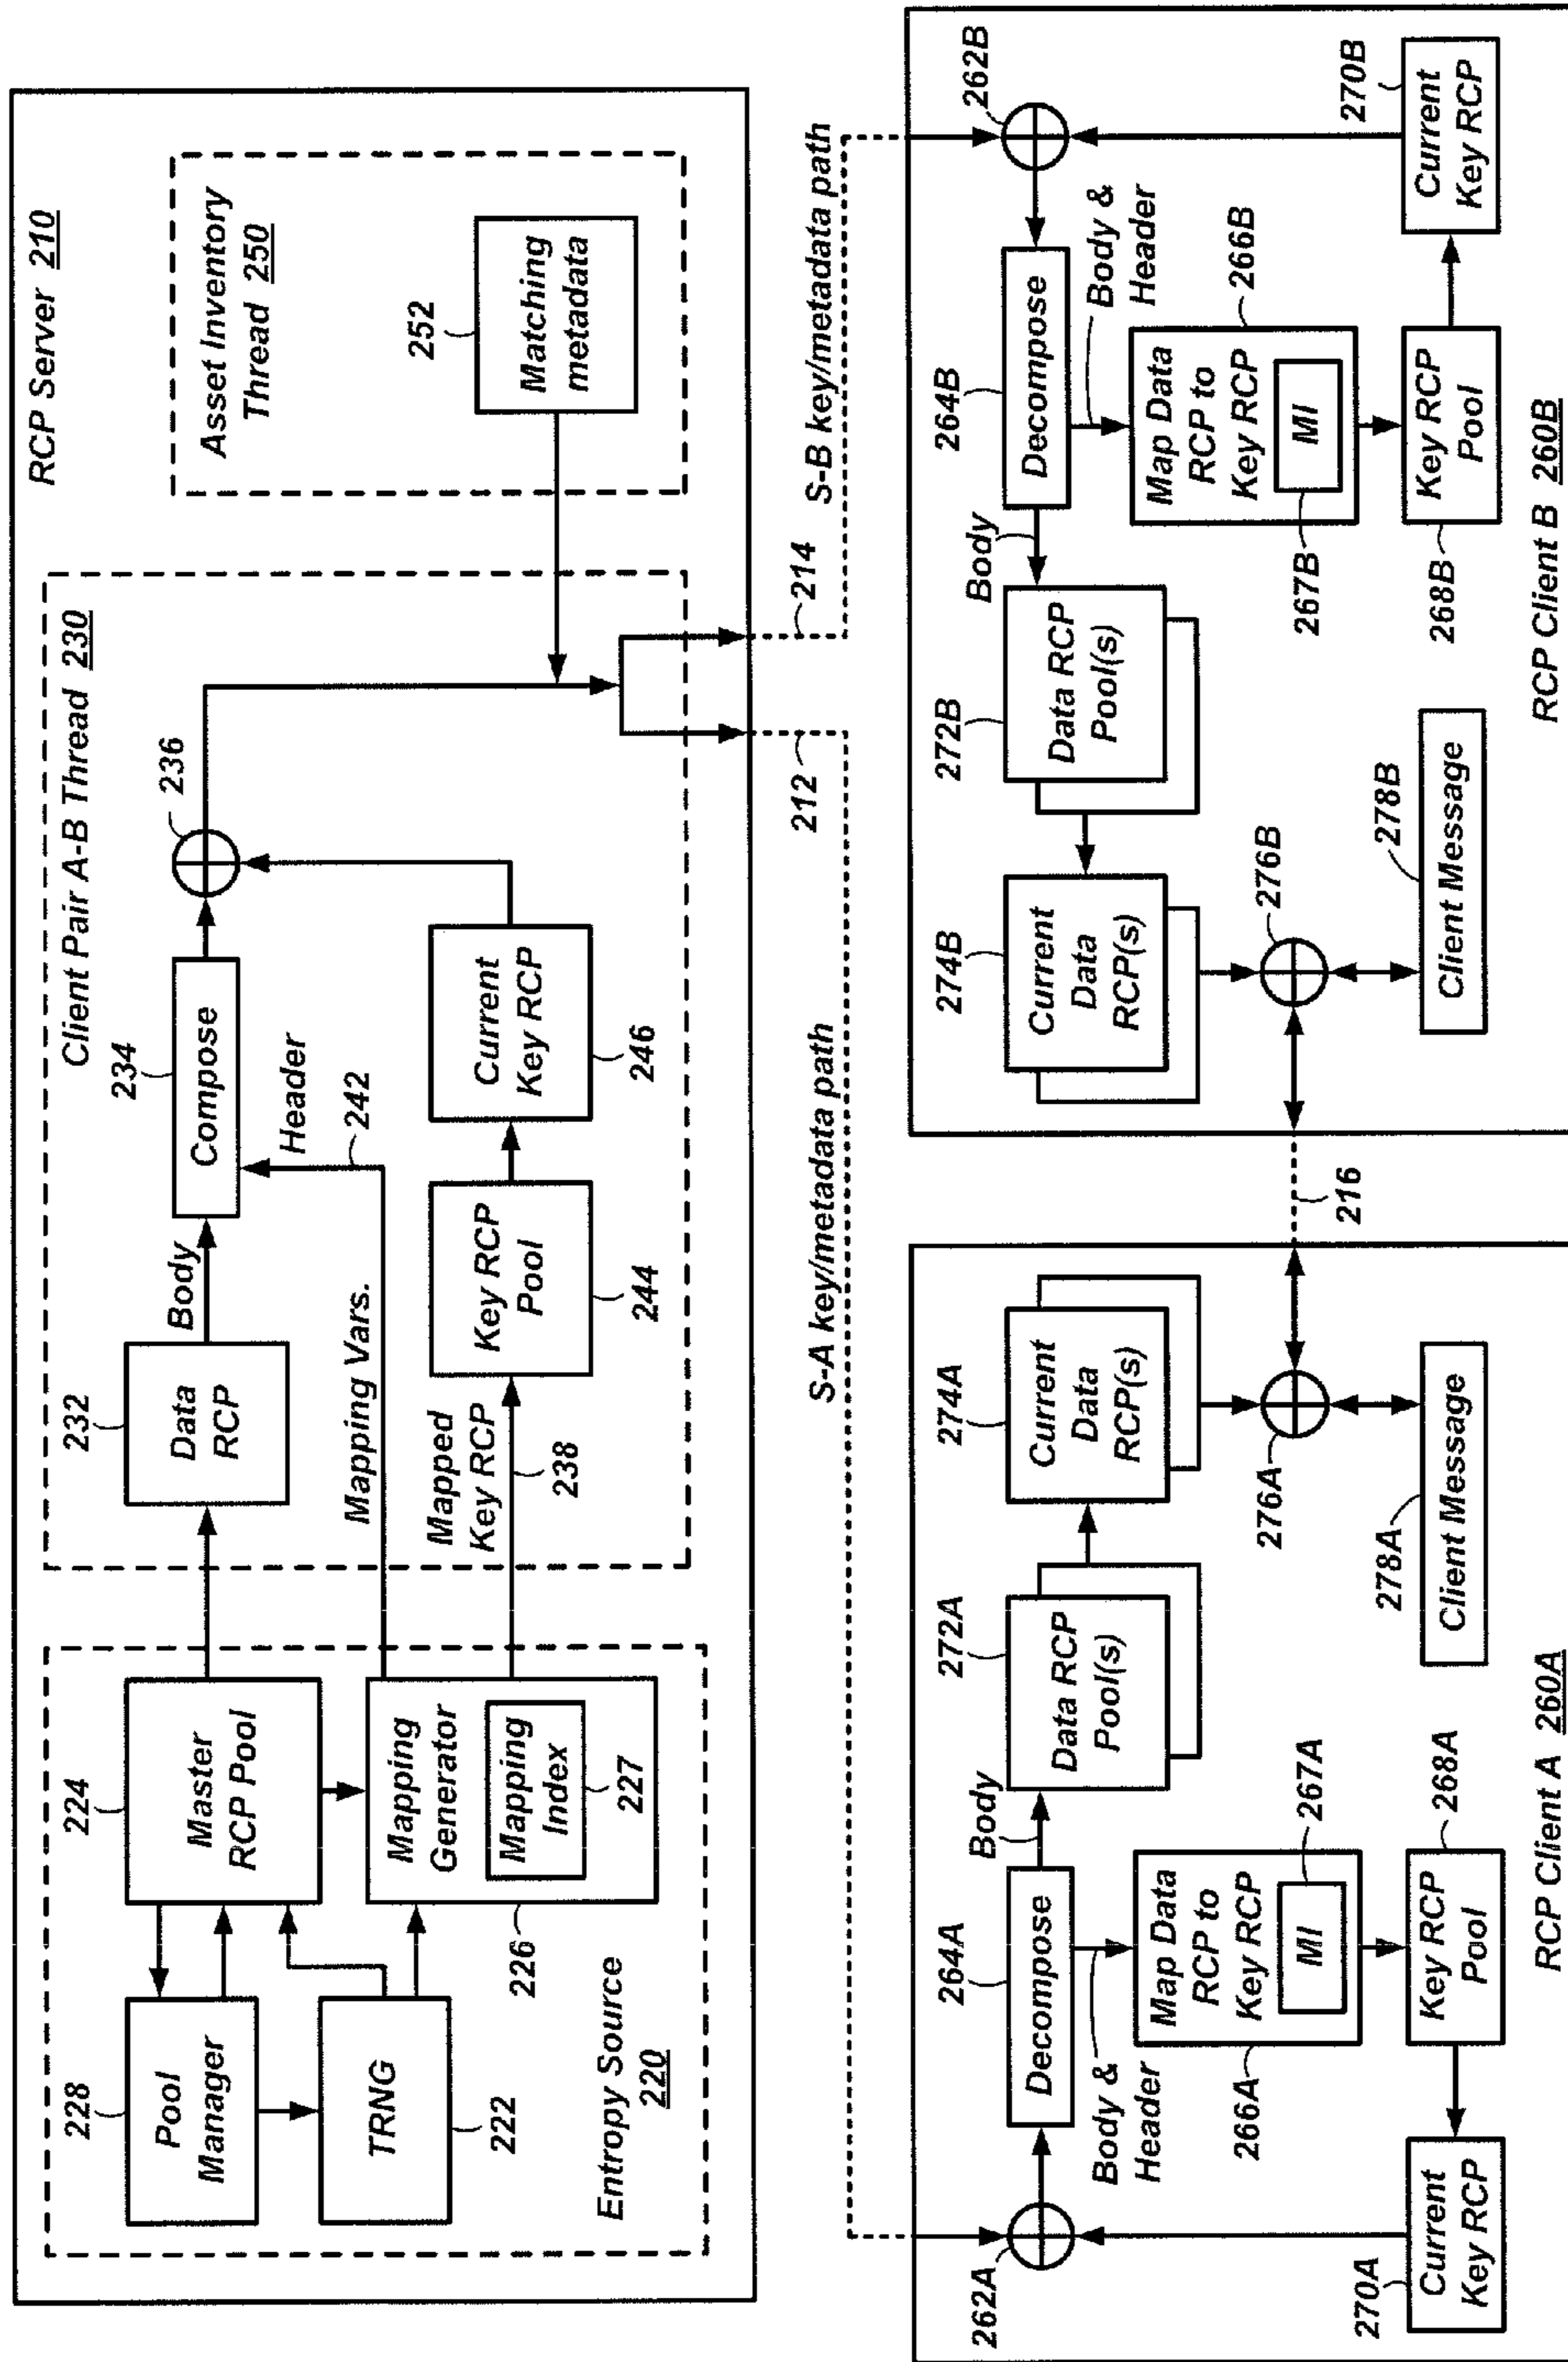 RCP Server 210
Entropy Source
220
228
Pool
Manager
TRNG
222
224
Master
RCP Pool
Mapping
Generator
Mapping
Index
227
226
Client Pair A-B Thread 230
232
Data
RCP
Body
234
Compose
Header
242
Mapping Vars.
236
Mapped
Key RCP
238
Key RCP
Pool
244
Current
Key RCP
246
Asset Inventory
Thread 250
252
Matching
metadata
212
214
S-A key/metadata path
S-B key/metadata path
262A
264A
Decompose
Body
Body &
Header
Map Data
RCP to
Key RCP
MI
267A
266A
Key RCP
Pool
268A
Current
Key RCP
270A
272A
Data RCP
Pool(s)
274A
Current
Data
RCP(s)
276A
278A
Client Message
RCP Client A 260A
216
274B
Current
Data
RCP(s)
272B
Data RCP
Pool(s)
Body
264B
Decompose
262B
Body &
Header
266B
Map Data
RCP to
Key RCP
MI
267B
Key RCP
Pool
268B
Current
Key RCP
270B
276B
278B
Client Message
RCP Client B 260B